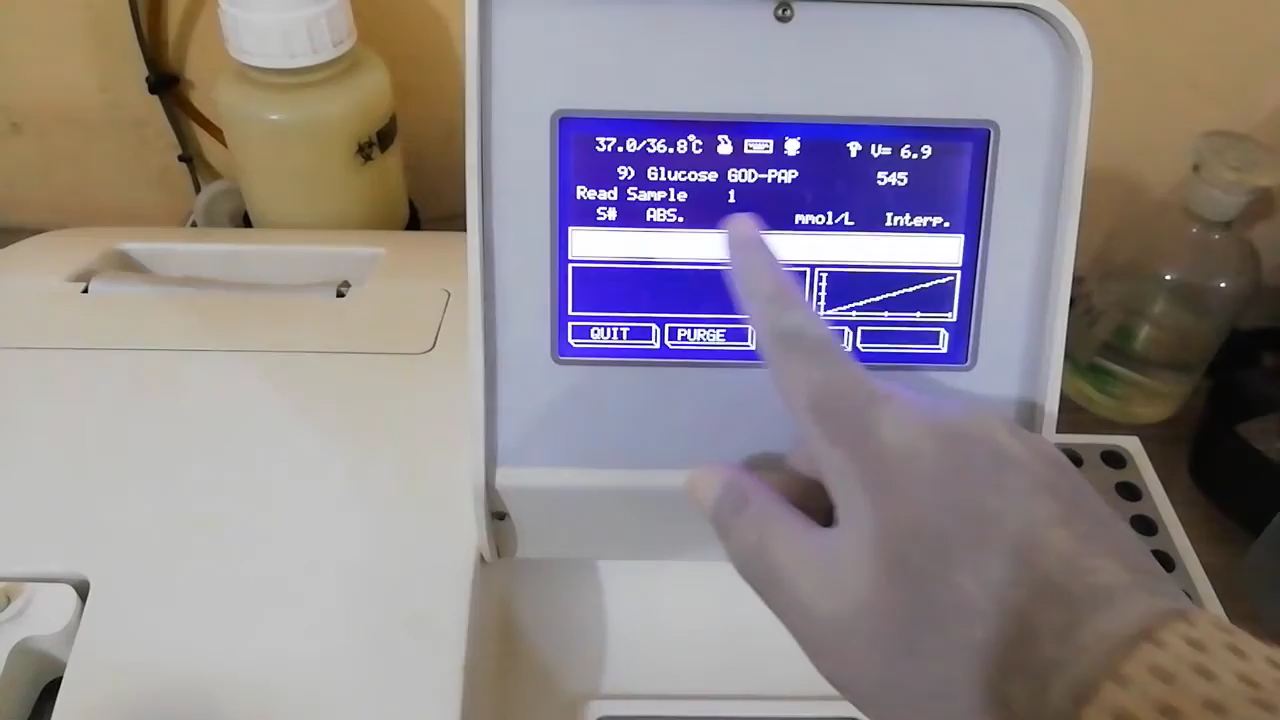 37.0/36.8°C V= 6.9
9) Glucose GOD-PAP 545
Read Sample 1
S# ABS. mmol/L Interp.
QUIT PURGE